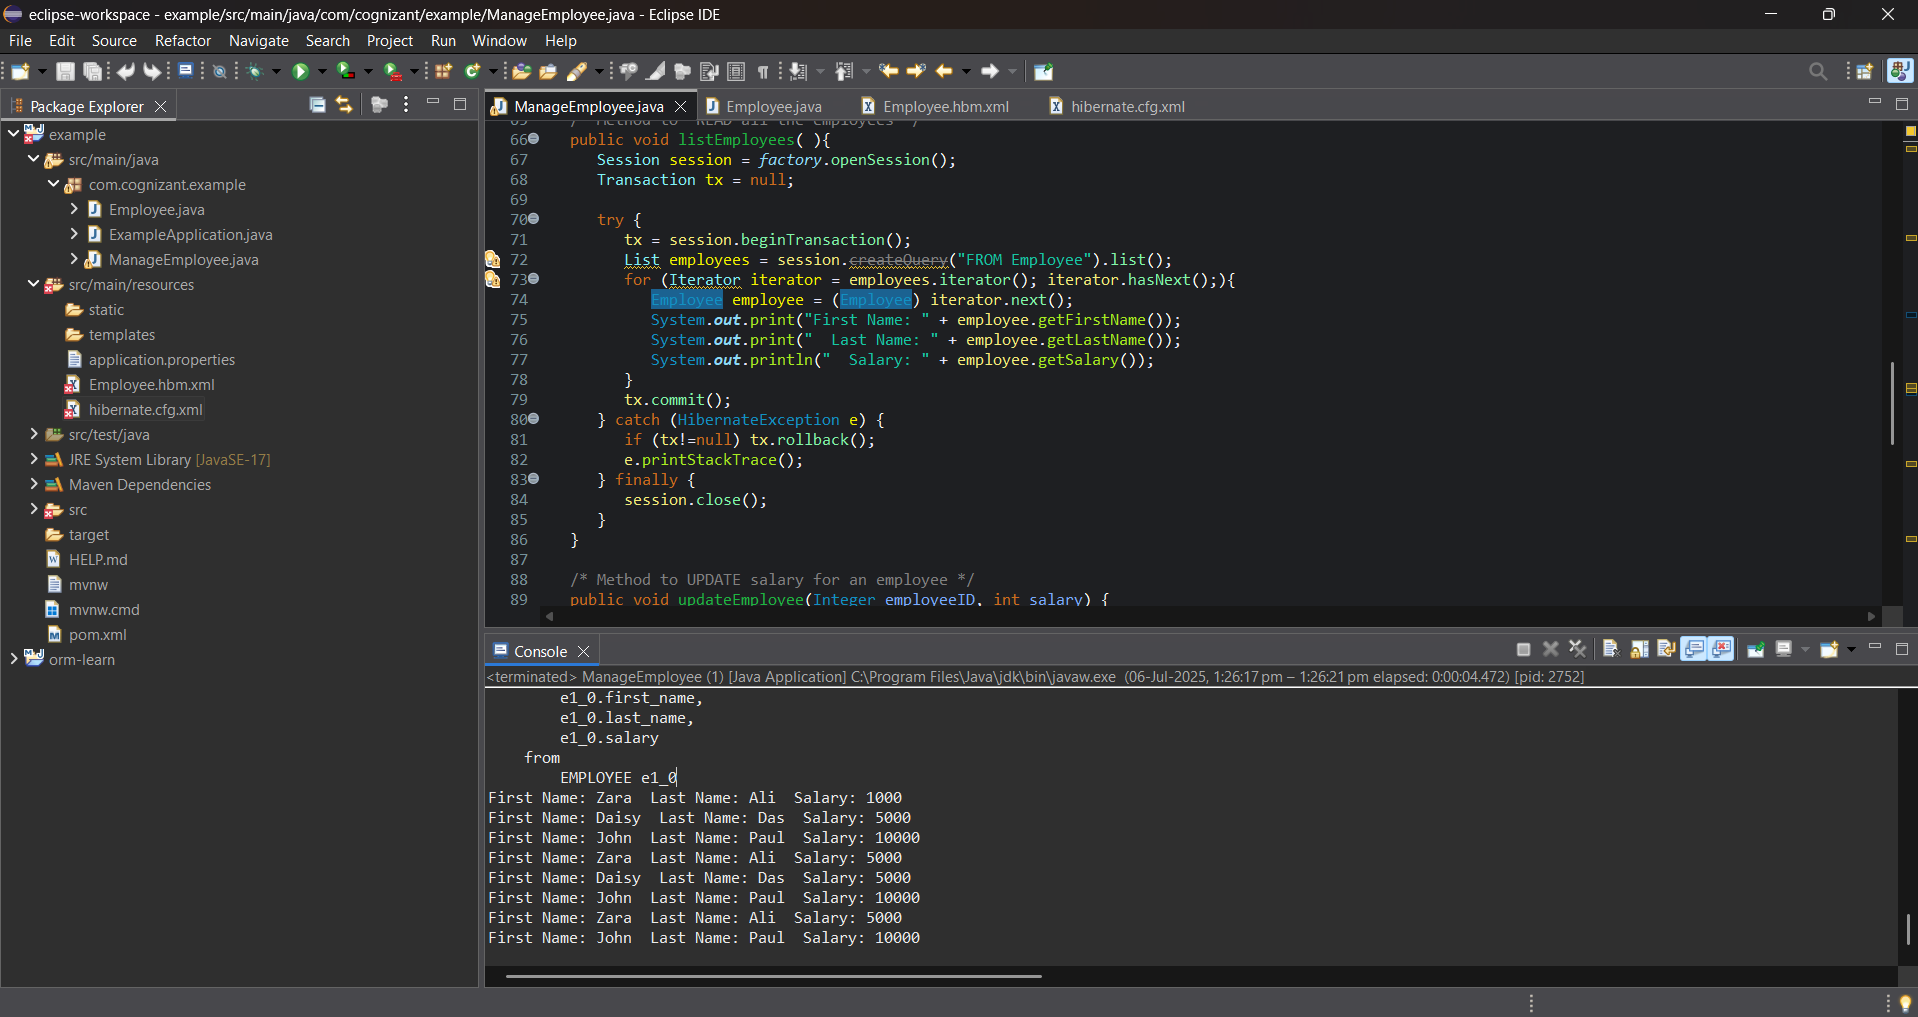 eclipse-workspace - example/src/main/java/com/cognizant/example/ManageEmployee.java - Eclipse IDE
File Edit Source Refactor Navigate Search Project Run Window Help
Package Explorer
example
src/main/java
com.cognizant.example
Employee.java
ExampleApplication.java
ManageEmployee.java
src/main/resources
static
templates
application.properties
Employee.hbm.xml
hibernate.cfg.xml
src/test/java
JRE System Library [JavaSE-17]
Maven Dependencies
src
target
HELP.md
mvnw
mvnw.cmd
pom.xml
orm-learn
ManageEmployee.java Employee.java Employee.hbm.xml hibernate.cfg.xml
65 /* Method to READ all the employees */
66 public void listEmployees( ){
67 Session session = factory.openSession();
68 Transaction tx = null;
69
70 try {
71 tx = session.beginTransaction();
72 List employees = session.createQuery("FROM Employee").list();
73 for (Iterator iterator = employees.iterator(); iterator.hasNext();){
74 Employee employee = (Employee) iterator.next();
75 System.out.print("First Name: " + employee.getFirstName());
76 System.out.print("  Last Name: " + employee.getLastName());
77 System.out.println("  Salary: " + employee.getSalary());
78 }
79 tx.commit();
80 } catch (HibernateException e) {
81 if (tx!=null) tx.rollback();
82 e.printStackTrace();
83 } finally {
84 session.close();
85 }
86 }
87
88 /* Method to UPDATE salary for an employee */
89 public void updateEmployee(Integer employeeID, int salary) {
Console
<terminated> ManageEmployee (1) [Java Application] C:\Program Files\Java\jdk\bin\javaw.exe (06-Jul-2025, 1:26:17 pm – 1:26:21 pm elapsed: 0:00:04.472) [pid: 2752]
e1_0.first_name,
e1_0.last_name,
e1_0.salary
from
EMPLOYEE e1_0
First Name: Zara  Last Name: Ali  Salary: 1000
First Name: Daisy  Last Name: Das  Salary: 5000
First Name: John  Last Name: Paul  Salary: 10000
First Name: Zara  Last Name: Ali  Salary: 5000
First Name: Daisy  Last Name: Das  Salary: 5000
First Name: John  Last Name: Paul  Salary: 10000
First Name: Zara  Last Name: Ali  Salary: 5000
First Name: John  Last Name: Paul  Salary: 10000